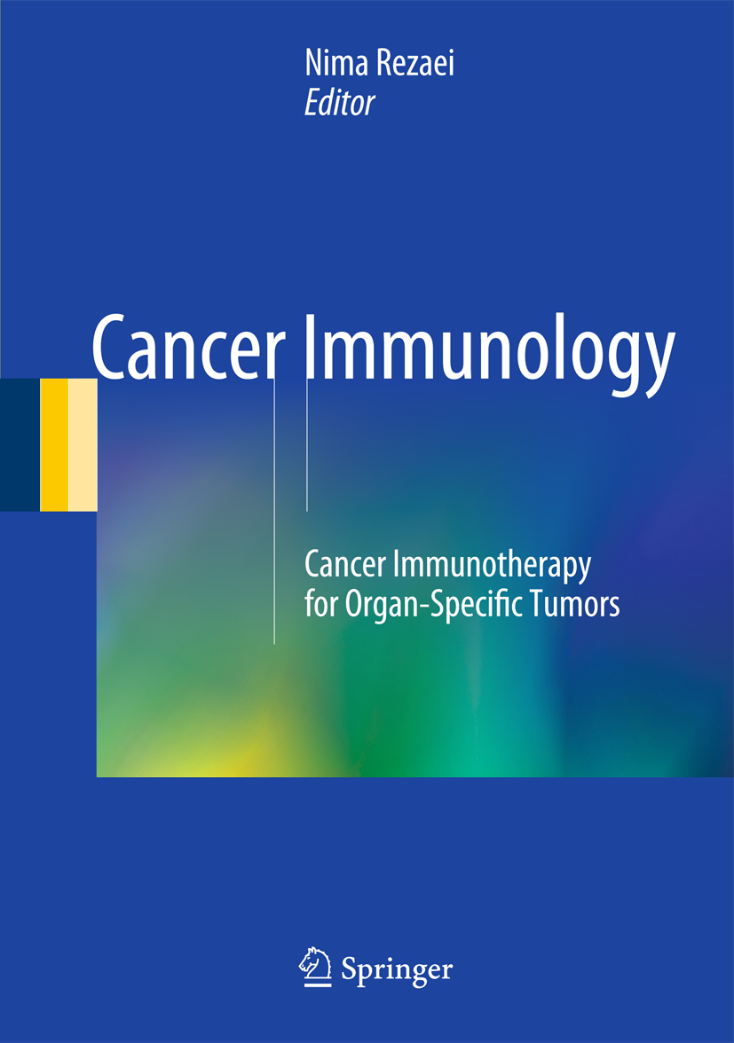 Nima Rezaei
Editor
Cancer Immunology
Cancer Immunotherapy
for Organ-Specific Tumors
Springer